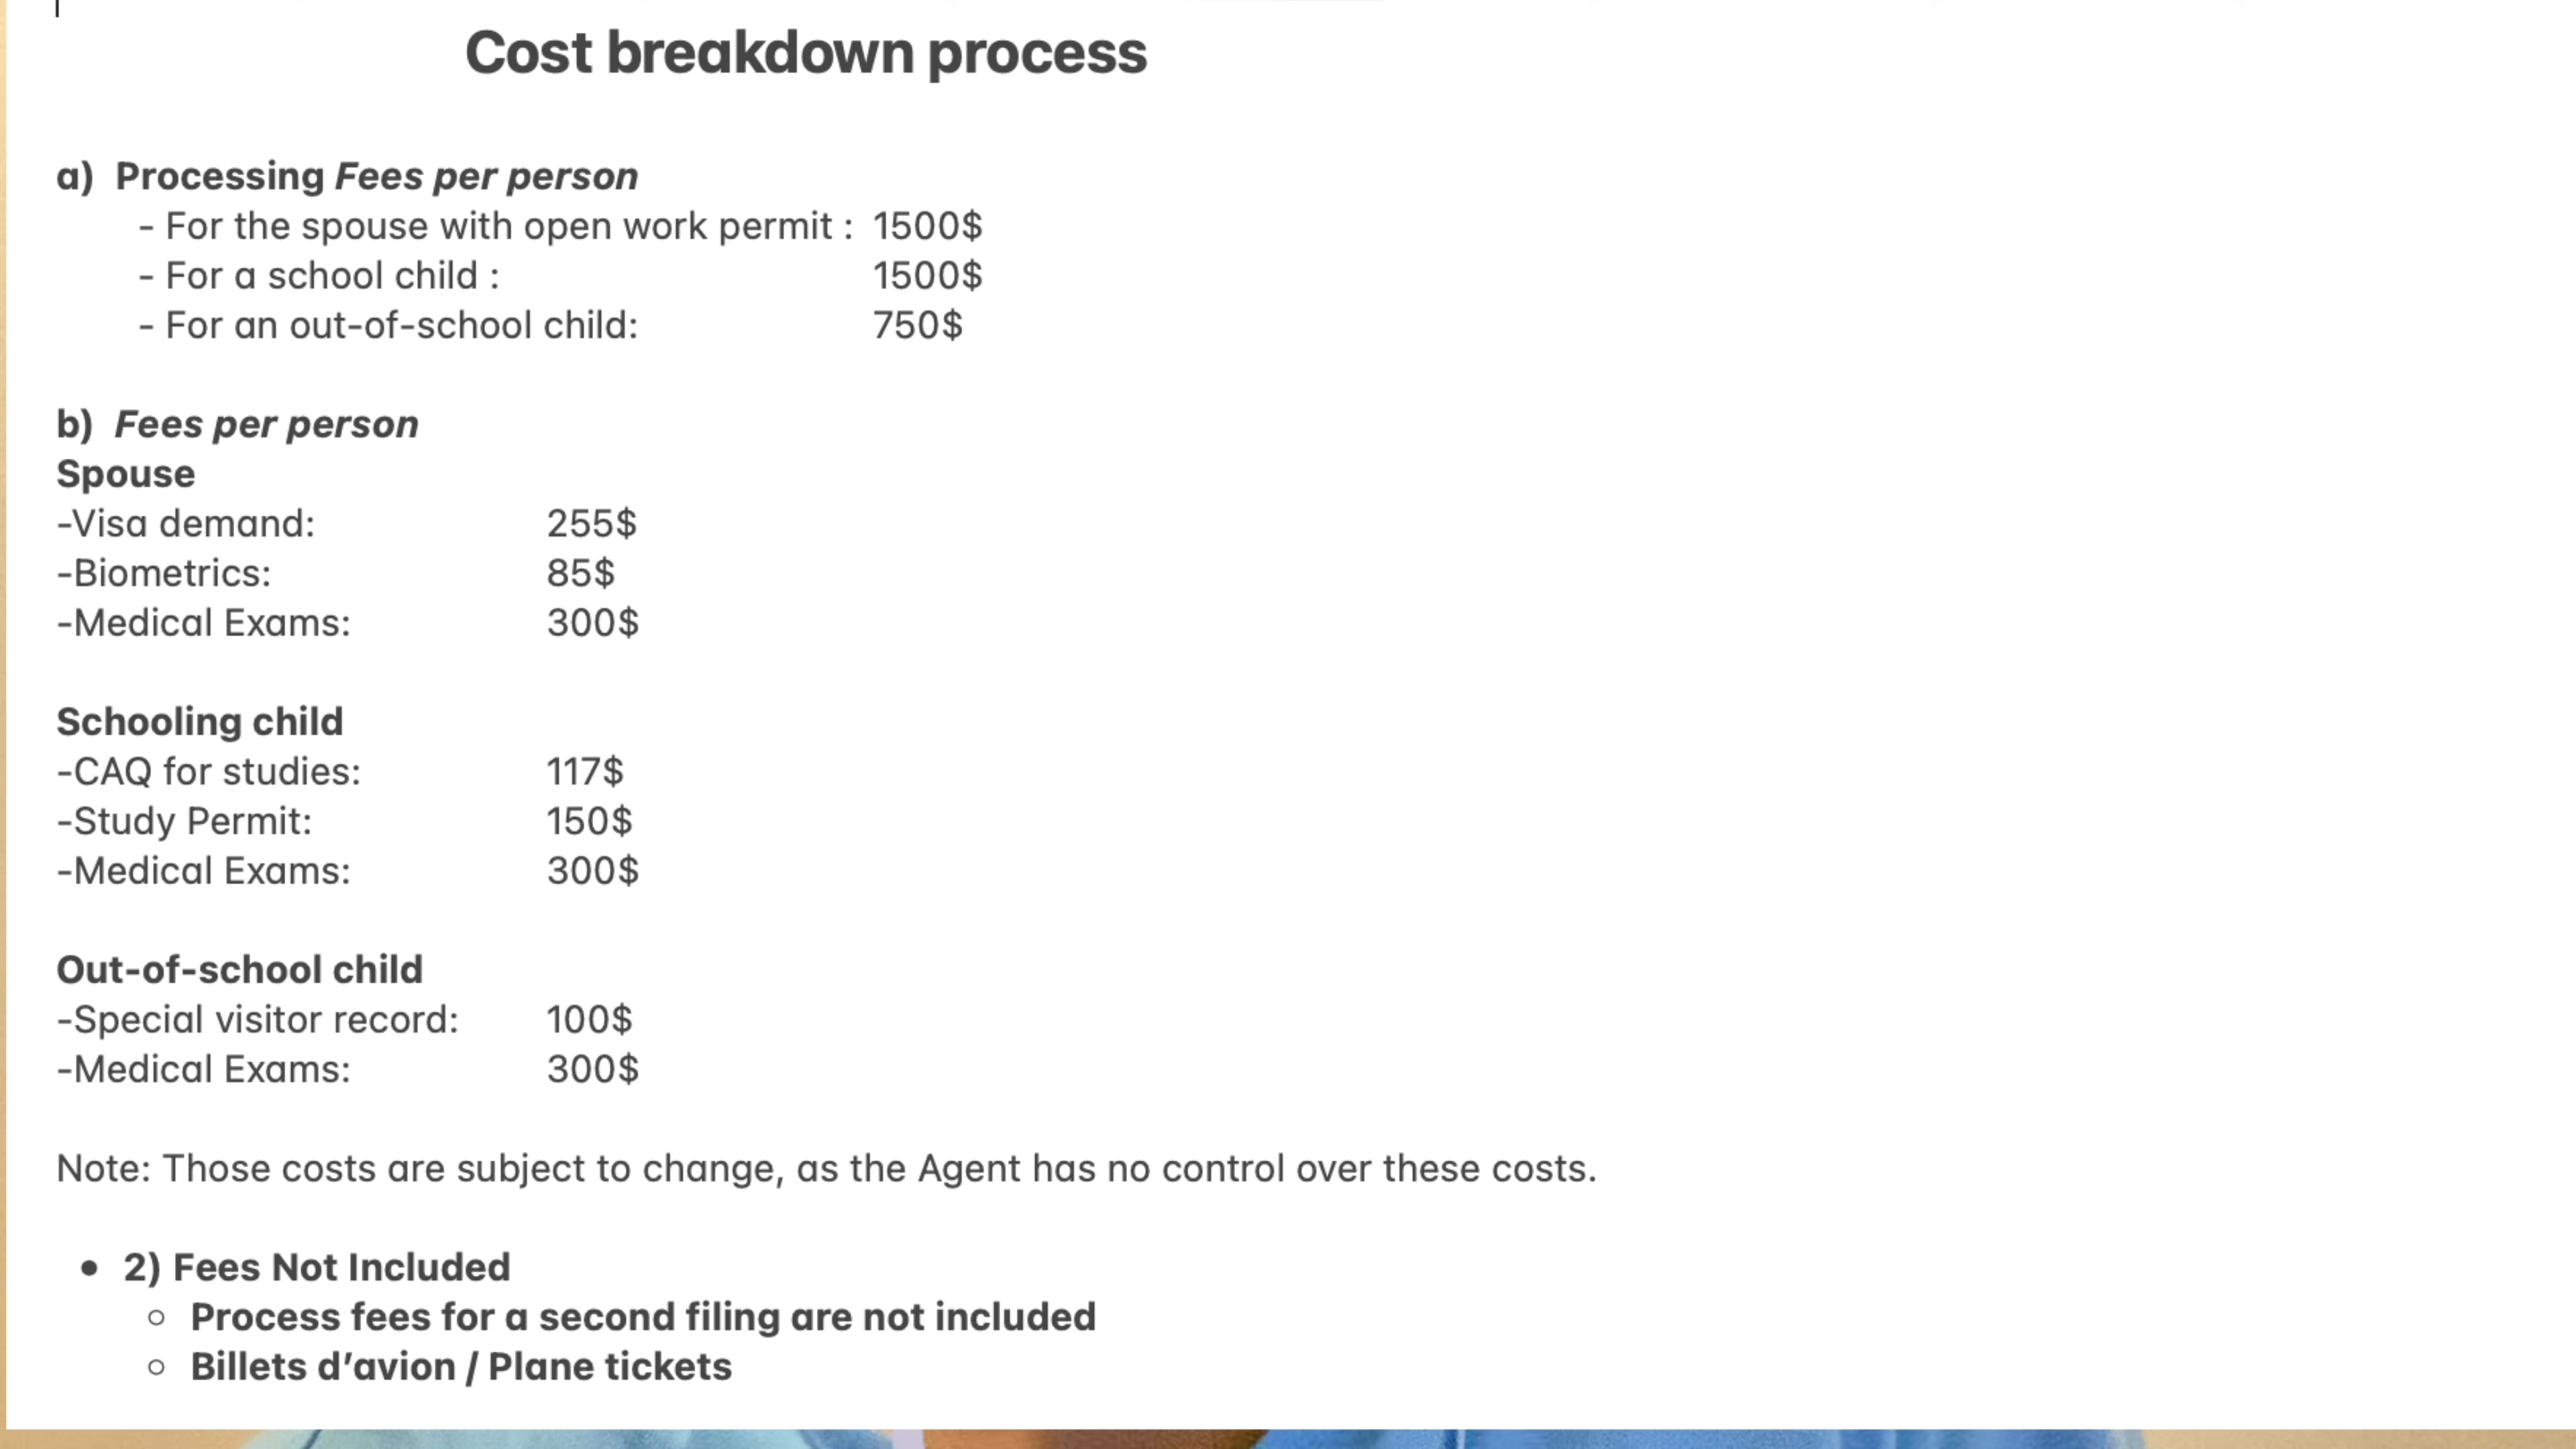 Cost breakdown process
a) Processing Fees per person
- For the spouse with open work permit : 1500$
- For a school child : 1500$
- For an out-of-school child: 750$
b) Fees per person
Spouse
-Visa demand: 255$
-Biometrics: 85$
-Medical Exams: 300$
Schooling child
-CAQ for studies: 117$
-Study Permit: 150$
-Medical Exams: 300$
Out-of-school child
-Special visitor record: 100$
-Medical Exams: 300$
Note: Those costs are subject to change, as the Agent has no control over these costs.
• 2) Fees Not Included
○ Process fees for a second filing are not included
○ Billets d’avion / Plane tickets